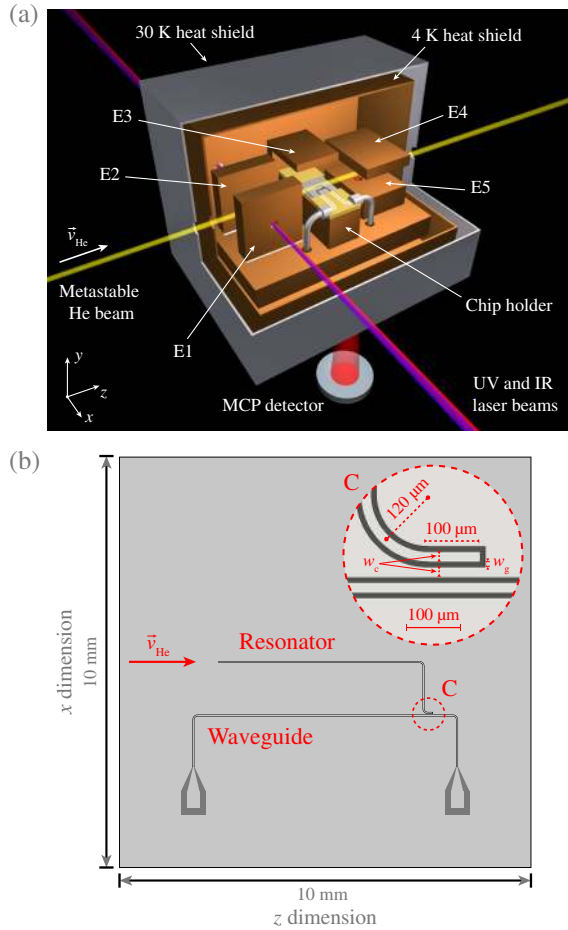 (a)
30 K heat shield
4 K heat shield
E3
E4
E2
E5
v⃗He
Metastable
He beam
Chip holder
E1
y
z
x
MCP detector
UV and IR
laser beams
(b)
C
120 μm
100 μm
wc
wg
100 μm
v⃗He
Resonator
C
Waveguide
x dimension
10 mm
10 mm
z dimension